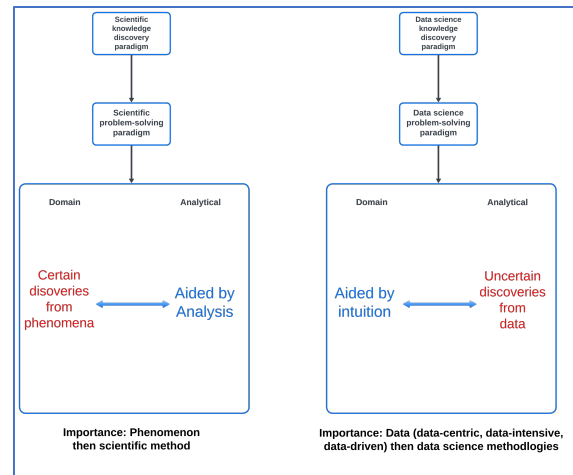 Scientific
knowledge
discovery
paradigm
Scientific
problem-solving
paradigm
Domain
Analytical
Certain
disoveries
from
phenomena
Aided by
Analysis
Importance: Phenomenon
then scientific method
Data science
knowledge
discovery
paradigm
Data science
problem-solving
paradigm
Domain
Analytical
Aided by
intuition
Uncertain
discoveries
from
data
Importance: Data (data-centric, data-intensive,
data-driven) then data science methodlogies